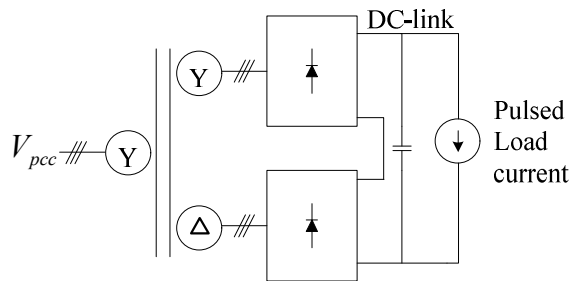 DC-link
Y
Pulsed
Load
current
V_pcc
Y
Δ